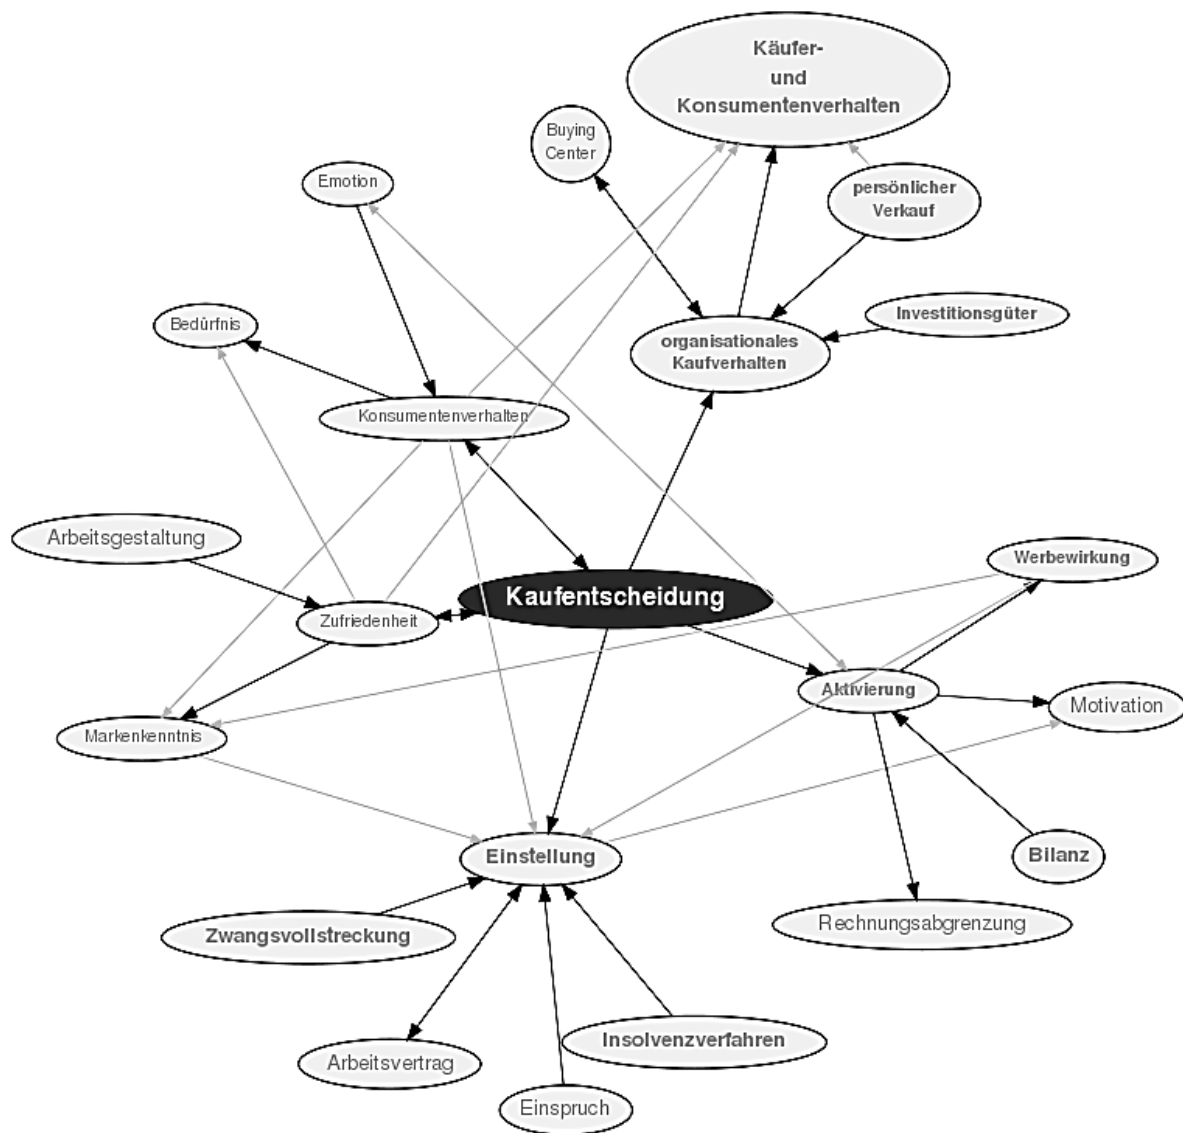 Käufer-
und
Konsumentenverhalten
Buying
Center
Emotion
persönlicher
Verkauf
Bedürfnis
Investitionsgüter
organisationales
Kaufverhalten
Konsumentenverhalten
Arbeitsgestaltung
Werbewirkung
Kaufentscheidung
Zufriedenheit
Aktivierung
Motivation
Markenkenntnis
Einstellung
Bilanz
Rechnungsabgrenzung
Zwangsvollstreckung
Insolvenzverfahren
Arbeitsvertrag
Einspruch